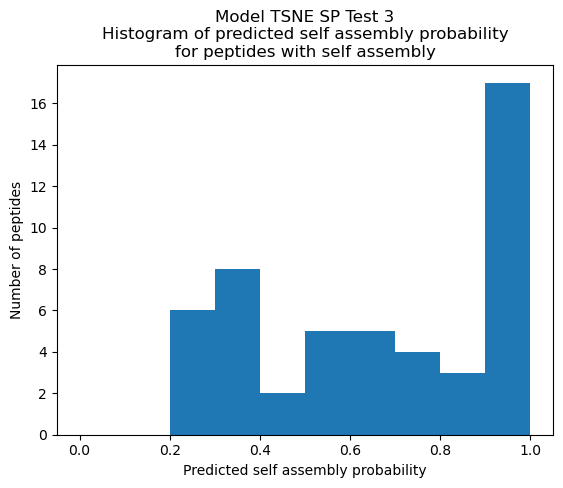 Model TSNE SP Test 3
Histogram of predicted self assembly probability
for peptides with self assembly
Number of peptides
16
14
12
10
8
6
4
2
0
0.0 0.2 0.4 0.6 0.8 1.0
Predicted self assembly probability